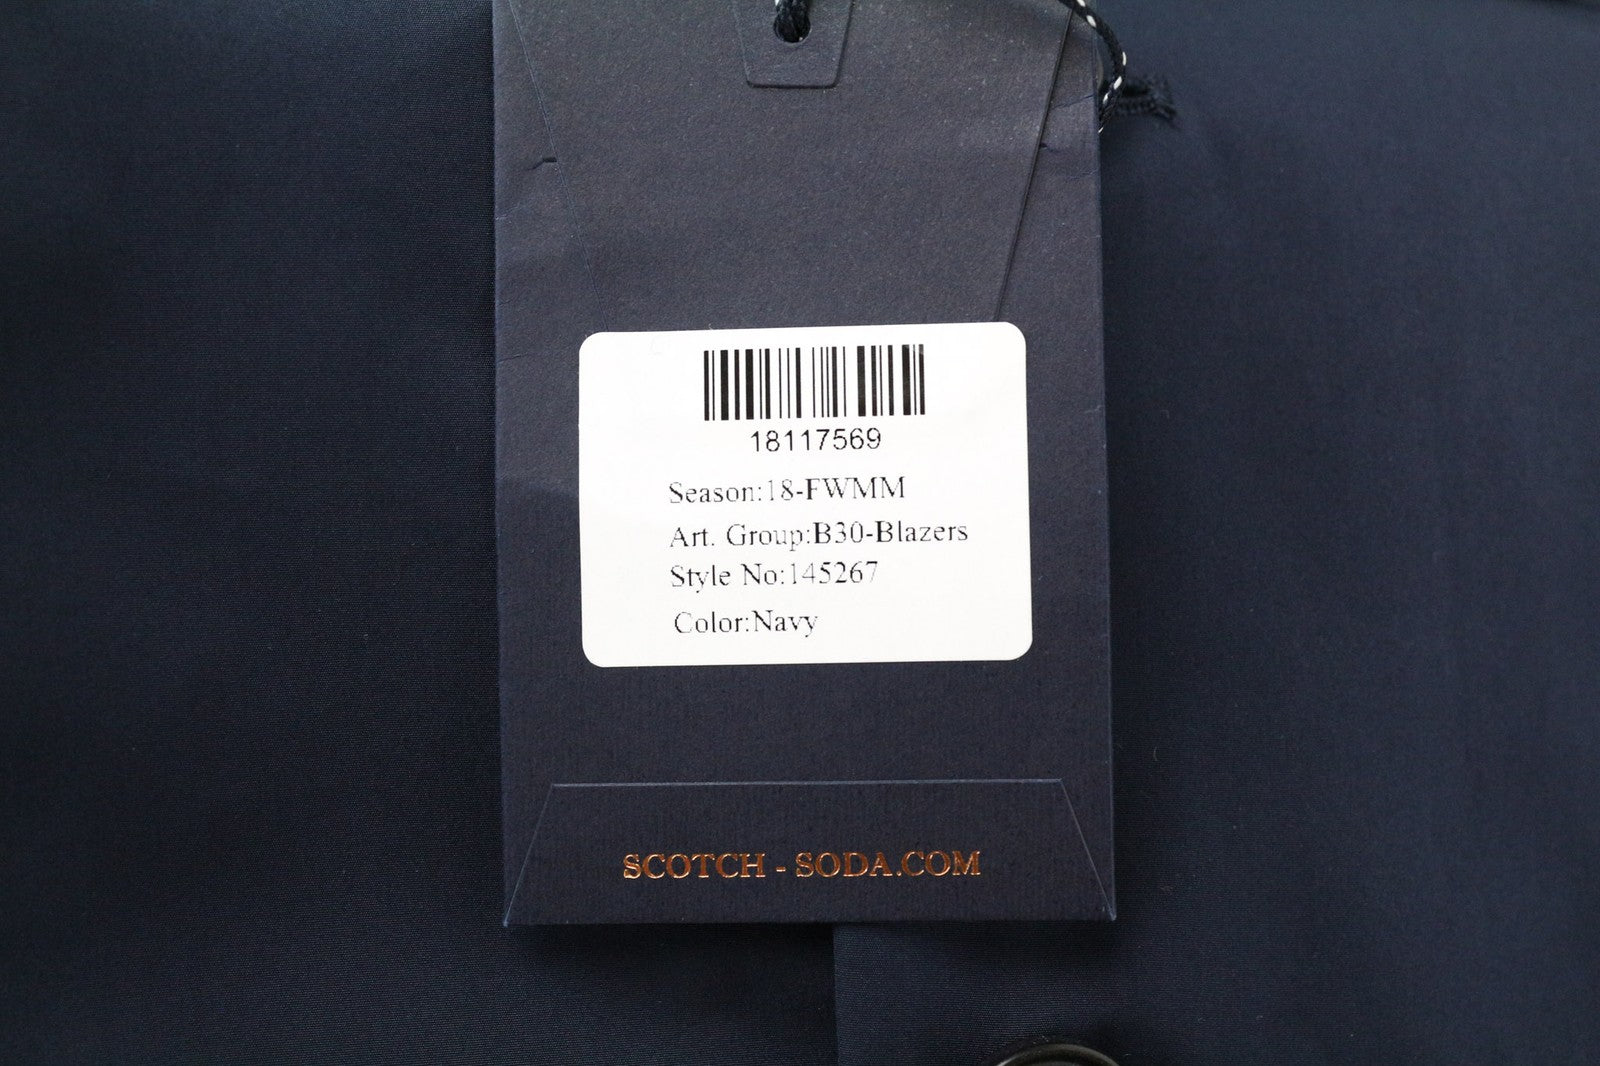 18117569
Season:18-FWMM
Art. Group:B30-Blazers
Style No:145267
Color:Navy
SCOTCH - SODA.COM